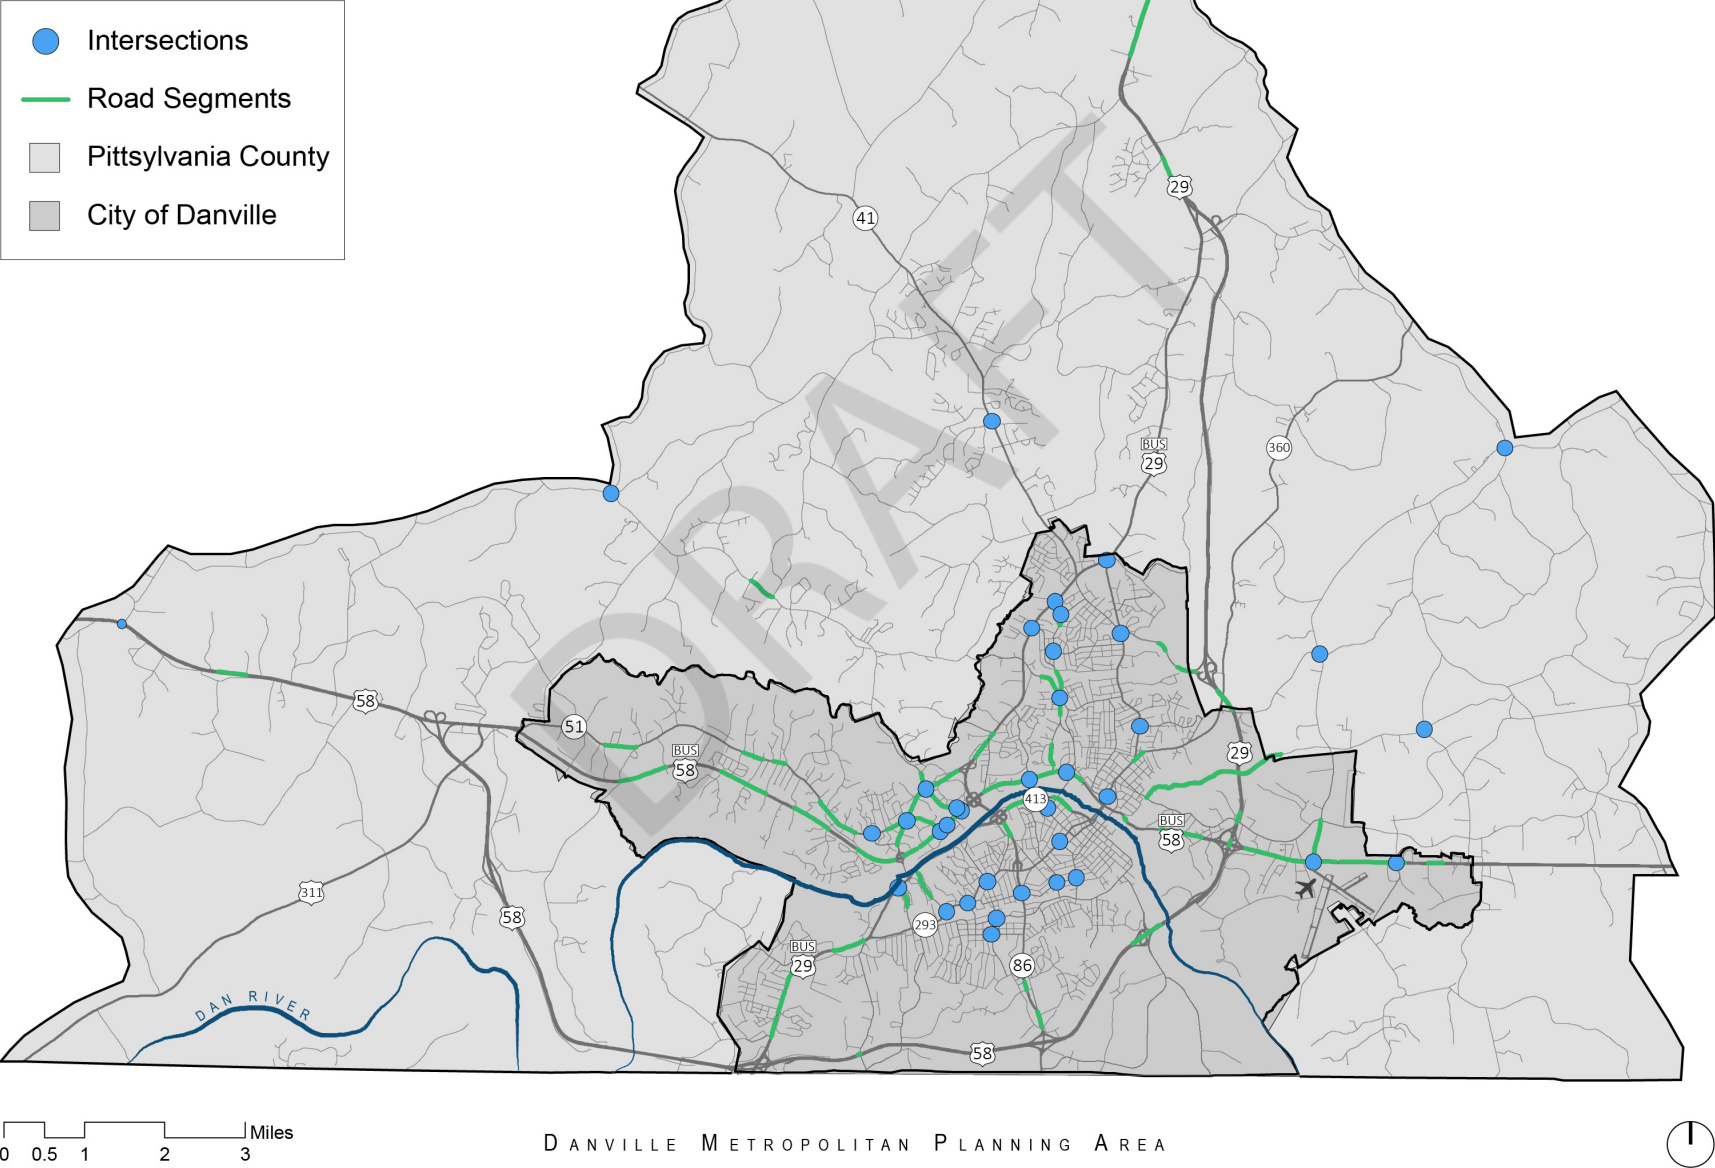 Intersections
Road Segments
Pittsylvania County
City of Danville
29
41
BUS
29
360
DRAFT
58
51
BUS
58
29
413
BUS
58
311
58
293
BUS
29
86
DAN RIVER
58
0 0.5 1 2 3 Miles
DANVILLE METROPOLITAN PLANNING AREA